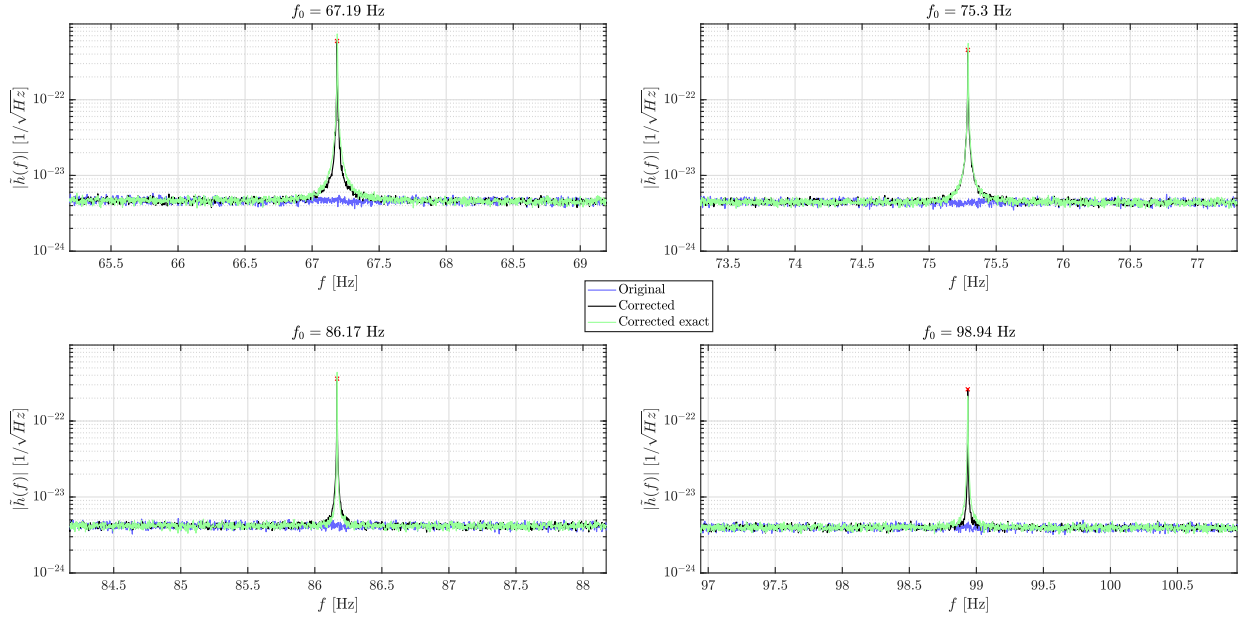 f₀ = 67.19 Hz
|h̃(f)| [1/√Hz]
10⁻²²
10⁻²³
10⁻²⁴
65.5 66 66.5 67 67.5 68 68.5 69
f [Hz]
f₀ = 75.3 Hz
|h̃(f)| [1/√Hz]
10⁻²²
10⁻²³
10⁻²⁴
73.5 74 74.5 75 75.5 76 76.5 77
f [Hz]
Original
Corrected
Corrected exact
f₀ = 86.17 Hz
|h̃(f)| [1/√Hz]
10⁻²²
10⁻²³
10⁻²⁴
84.5 85 85.5 86 86.5 87 87.5 88
f [Hz]
f₀ = 98.94 Hz
|h̃(f)| [1/√Hz]
10⁻²²
10⁻²³
10⁻²⁴
97 97.5 98 98.5 99 99.5 100 100.5
f [Hz]